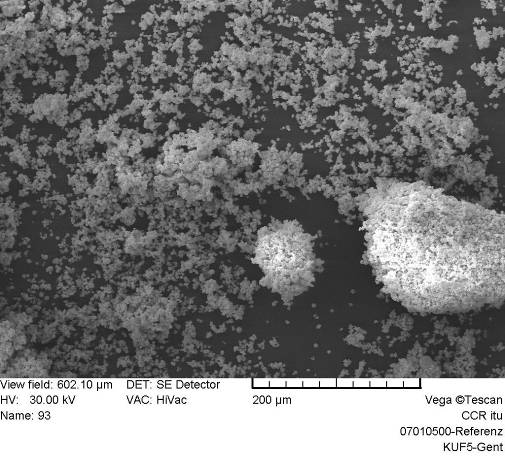 View field: 602.10 µm DET: SE Detector
HV: 30.00 kV VAC: HiVac 200 µm Vega ©Tescan
Name: 93 CCR itu
07010500-Referenz
KUF5-Gent